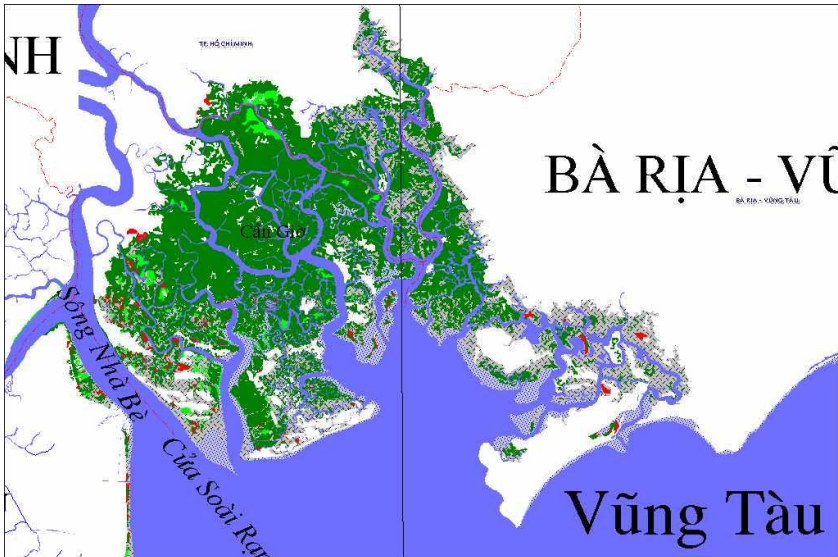 NH
TP. HỒ CHÍ MINH
BÀ RỊA - VŨ
BÀ RỊA - VŨNG TÀU
Cần Giờ
Sông Nhà Bè
Cửa Soài Rạp
Vũng Tàu